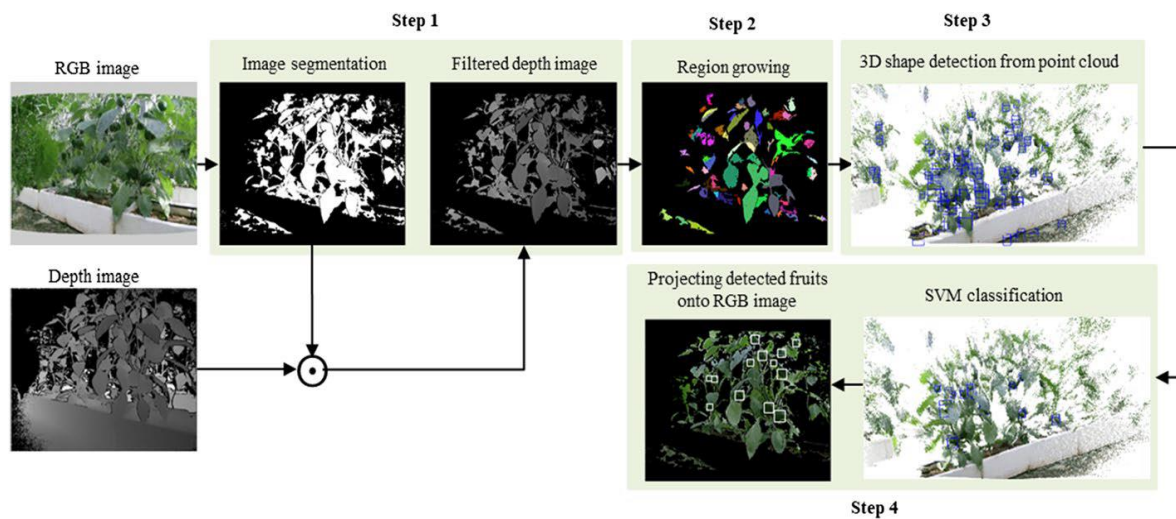 Step 1
Step 2
Step 3
RGB image
Image segmentation
Filtered depth image
Region growing
3D shape detection from point cloud
Depth image
Projecting detected fruits
onto RGB image
SVM classification
Step 4